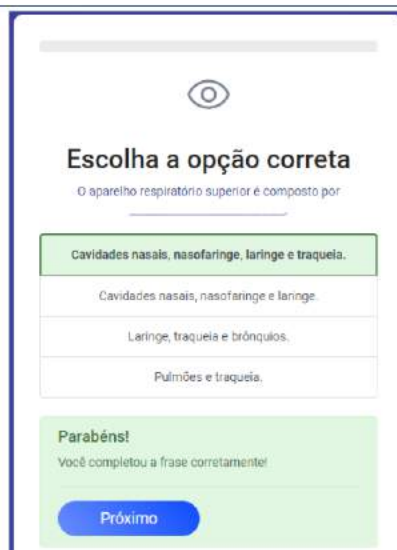 Escolha a opção correta
O aparelho respiratório superior é composto por
Cavidades nasais, nasofaringe, laringe e traqueia.
Cavidades nasais, nasofaringe e laringe.
Laringe, traqueia e brônquios.
Pulmões e traqueia.
Parabéns!
Você completou a frase corretamente!
Próximo